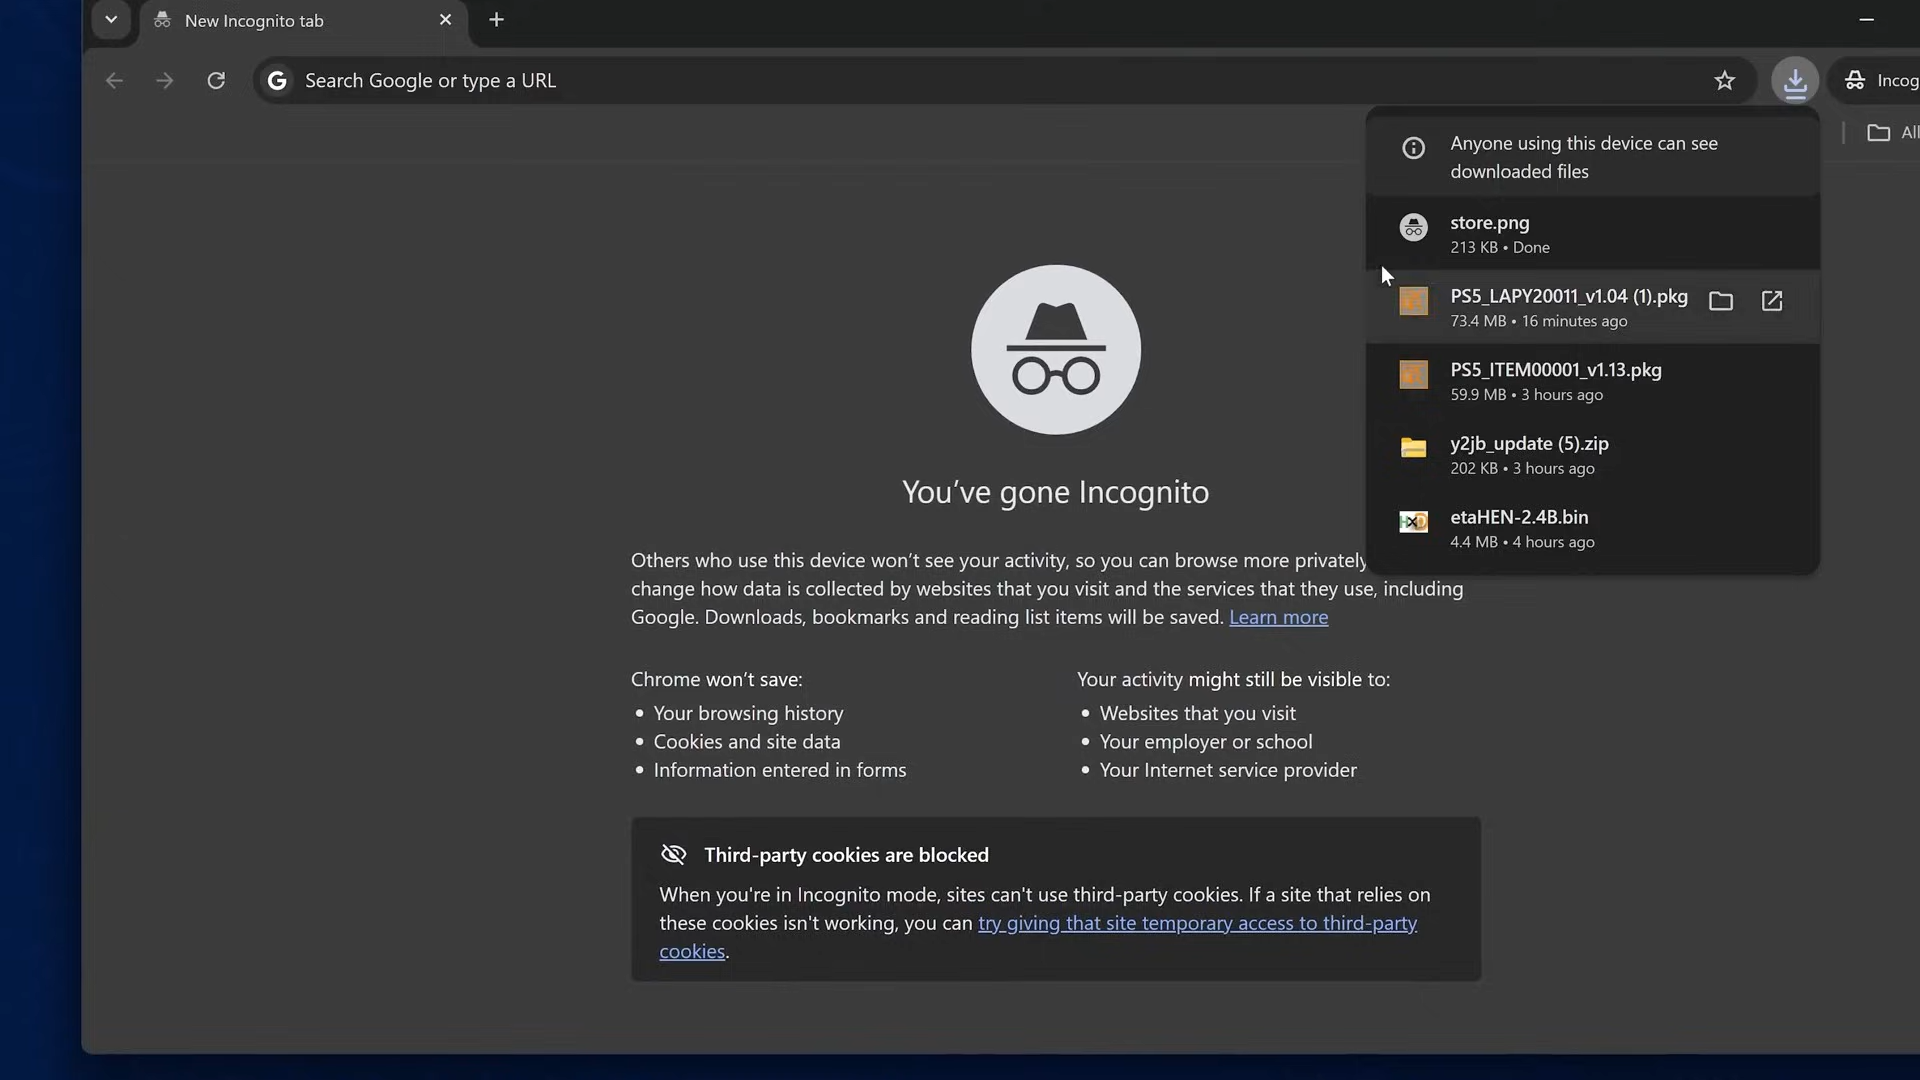 New Incognito tab
Search Google or type a URL
Incog
All
Anyone using this device can see
downloaded files
store.png
213 KB • Done
PS5_LAPY20011_v1.04 (1).pkg
73.4 MB • 16 minutes ago
PS5_ITEM00001_v1.13.pkg
59.9 MB • 3 hours ago
y2jb_update (5).zip
202 KB • 3 hours ago
etaHEN-2.4B.bin
4.4 MB • 4 hours ago
You've gone Incognito
Others who use this device won't see your activity, so you can browse more privately
change how data is collected by websites that you visit and the services that they use, including
Google. Downloads, bookmarks and reading list items will be saved. Learn more
Chrome won't save:
• Your browsing history
• Cookies and site data
• Information entered in forms
Your activity might still be visible to:
• Websites that you visit
• Your employer or school
• Your Internet service provider
Third-party cookies are blocked
When you're in Incognito mode, sites can't use third-party cookies. If a site that relies on
these cookies isn't working, you can try giving that site temporary access to third-party
cookies.